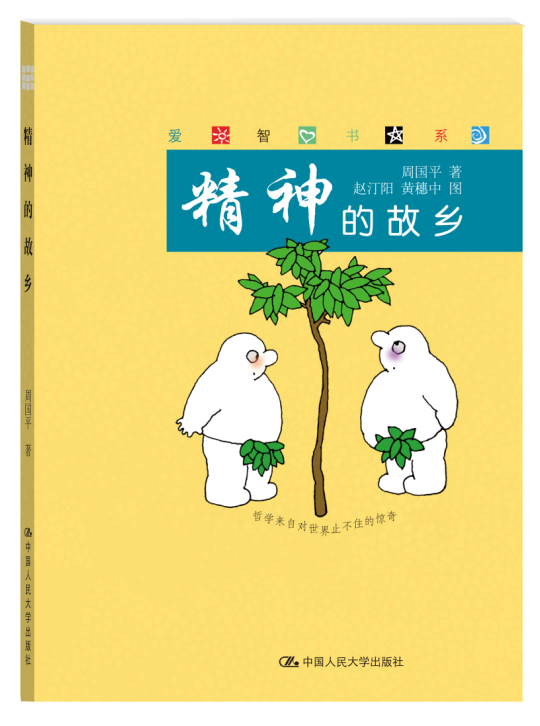 爱智书系
周国平 著
赵汀阳 黄穗中 图
精神的故乡
哲学来自对世界止不住的惊奇
中国人民大学出版社
精神的故乡
周国平 著
中国人民大学出版社